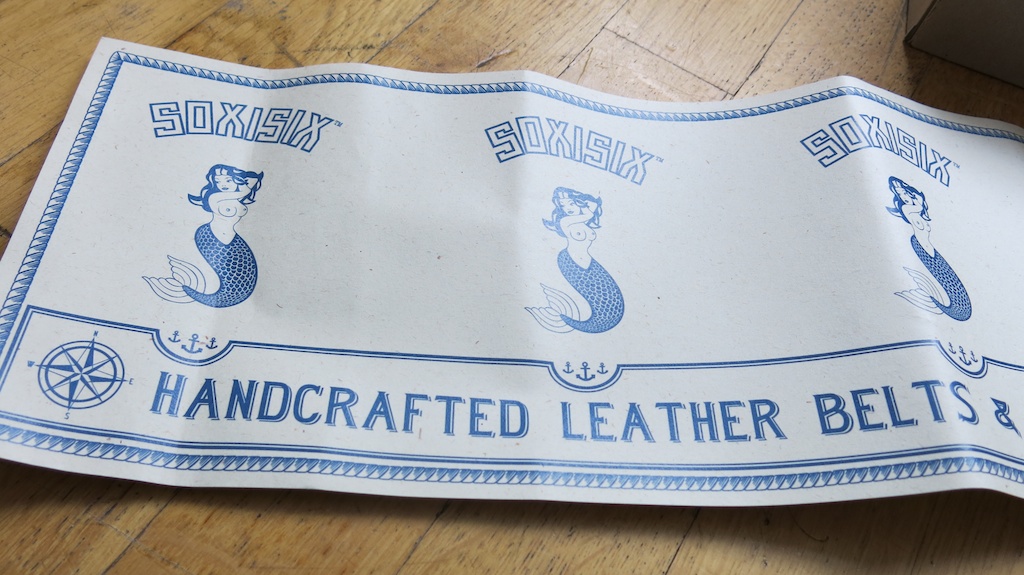 SOXISIX™ SOXISIX™ SOXISIX™
N
W E
S
HANDCRAFTED LEATHER BELTS &